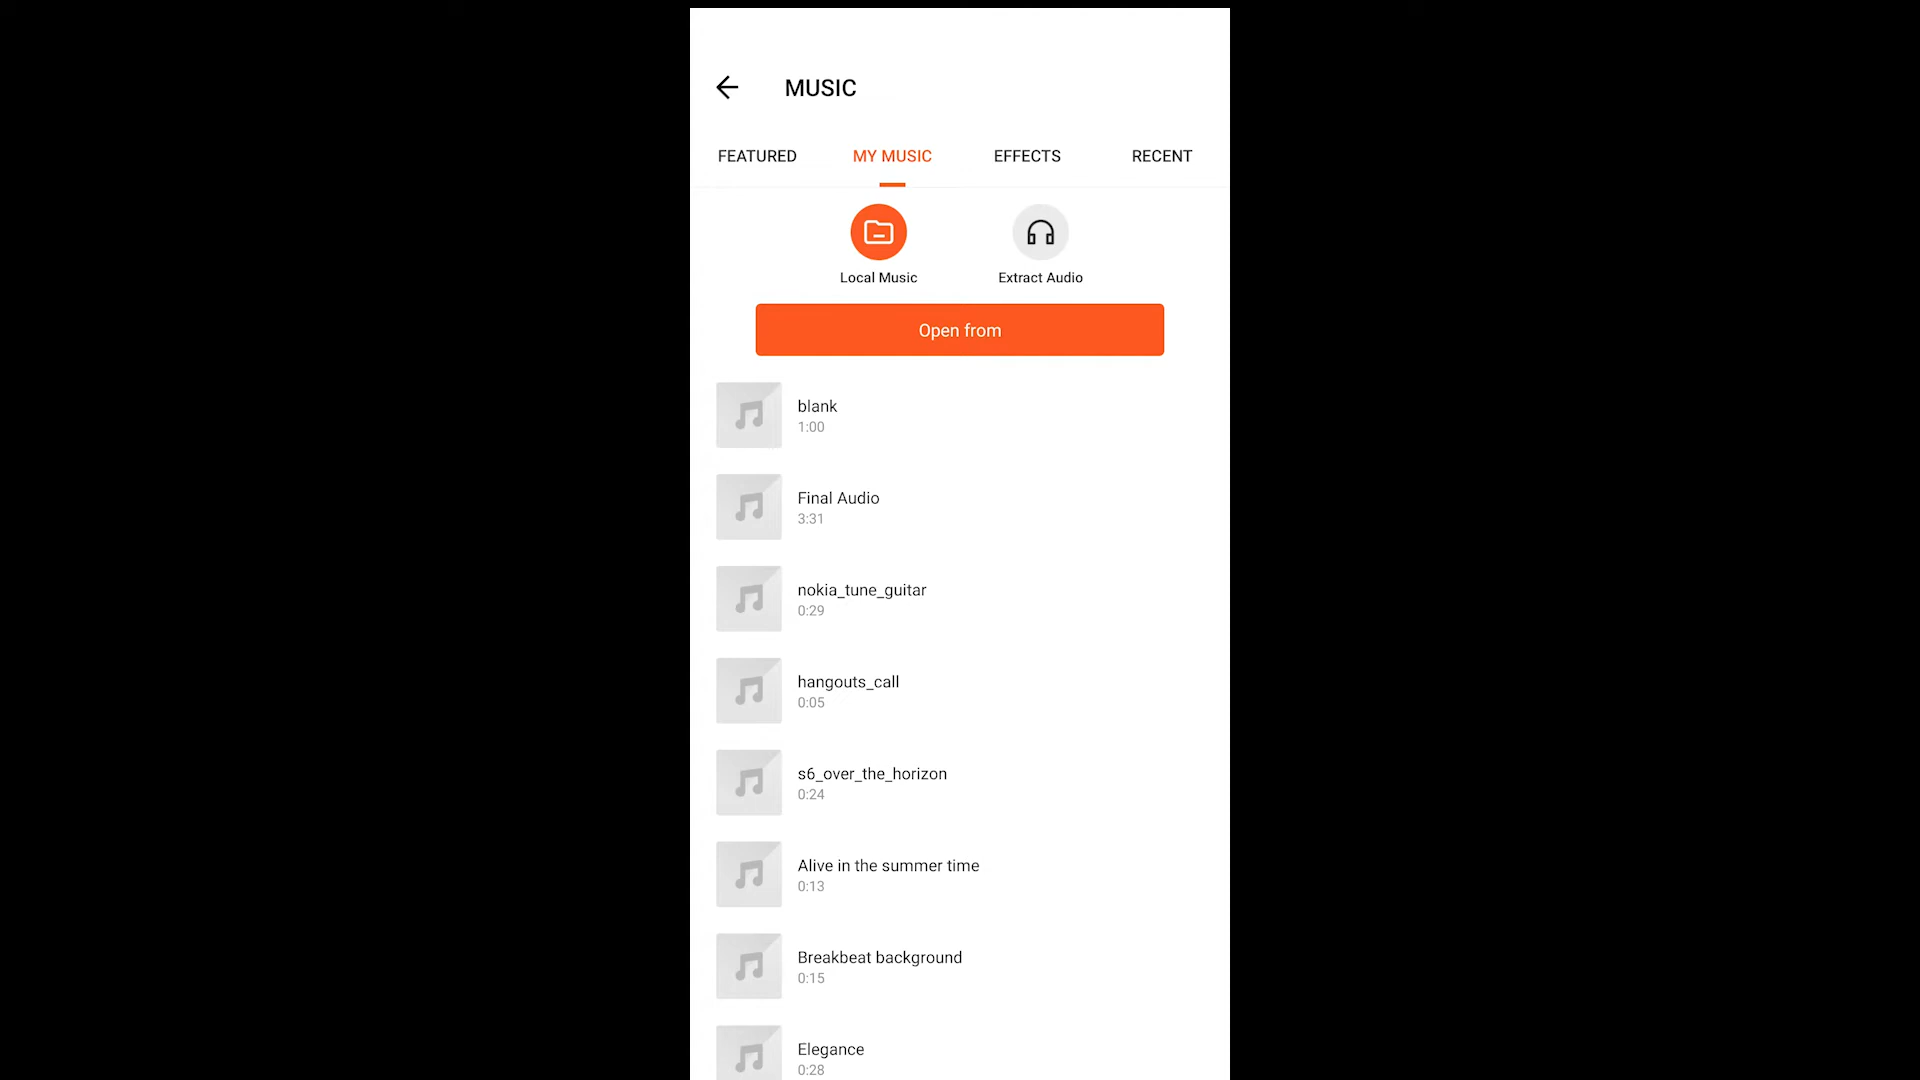 MUSIC
FEATURED MY MUSIC EFFECTS RECENT
Local Music Extract Audio
Open from
blank
1:00
Final Audio
3:31
nokia_tune_guitar
0:29
hangouts_call
0:05
s6_over_the_horizon
0:24
Alive in the summer time
0:13
Breakbeat background
0:15
Elegance
0:28